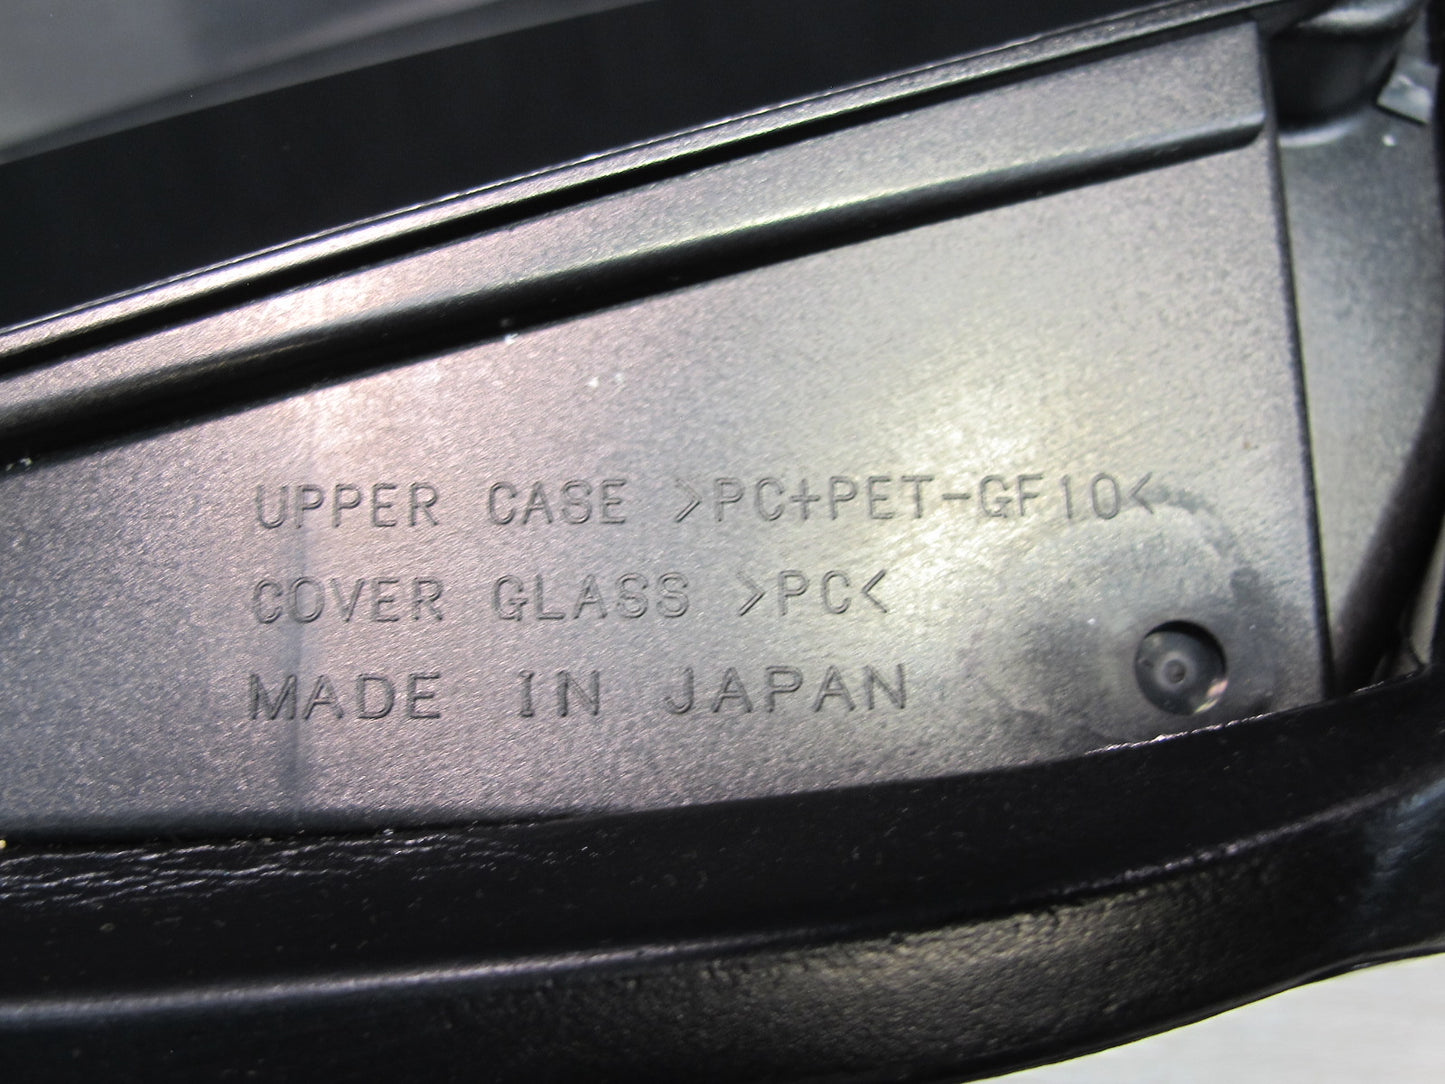 UPPER CASE >PC+PET-GF10<
COVER GLASS >PC<
MADE IN JAPAN